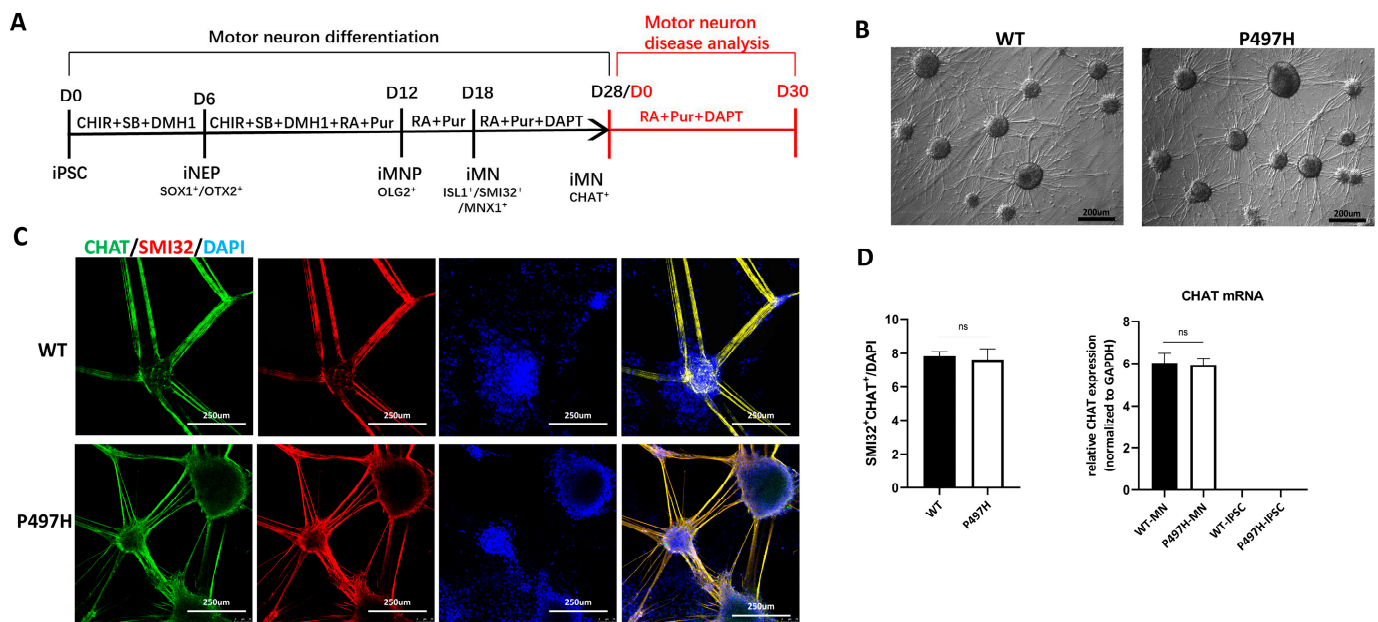 A
Motor neuron differentiation
Motor neuron
disease analysis
D0
D6
D12
D18
D28/D0
D30
CHIR+SB+DMH1
CHIR+SB+DMH1+RA+Pur
RA+Pur
RA+Pur+DAPT
RA+Pur+DAPT
iPSC
iNEP
SOX1⁺/OTX2⁺
iMNP
OLG2⁺
iMN
ISL1⁺/SMI32⁺
/MNX1⁺
iMN
CHAT⁺
B
WT
P497H
200um
200um
C
CHAT/SMI32/DAPI
WT
250um
250um
250um
250um
P497H
250um
250um
250um
250um
D
SMI32⁺CHAT⁺/DAPI
10
8
6
4
2
0
ns
WT
P497H
CHAT mRNA
relative CHAT expression
(normalized to GAPDH)
8
6
4
2
0
ns
WT-MN
P497H-MN
WT-IPSC
P497H-IPSC